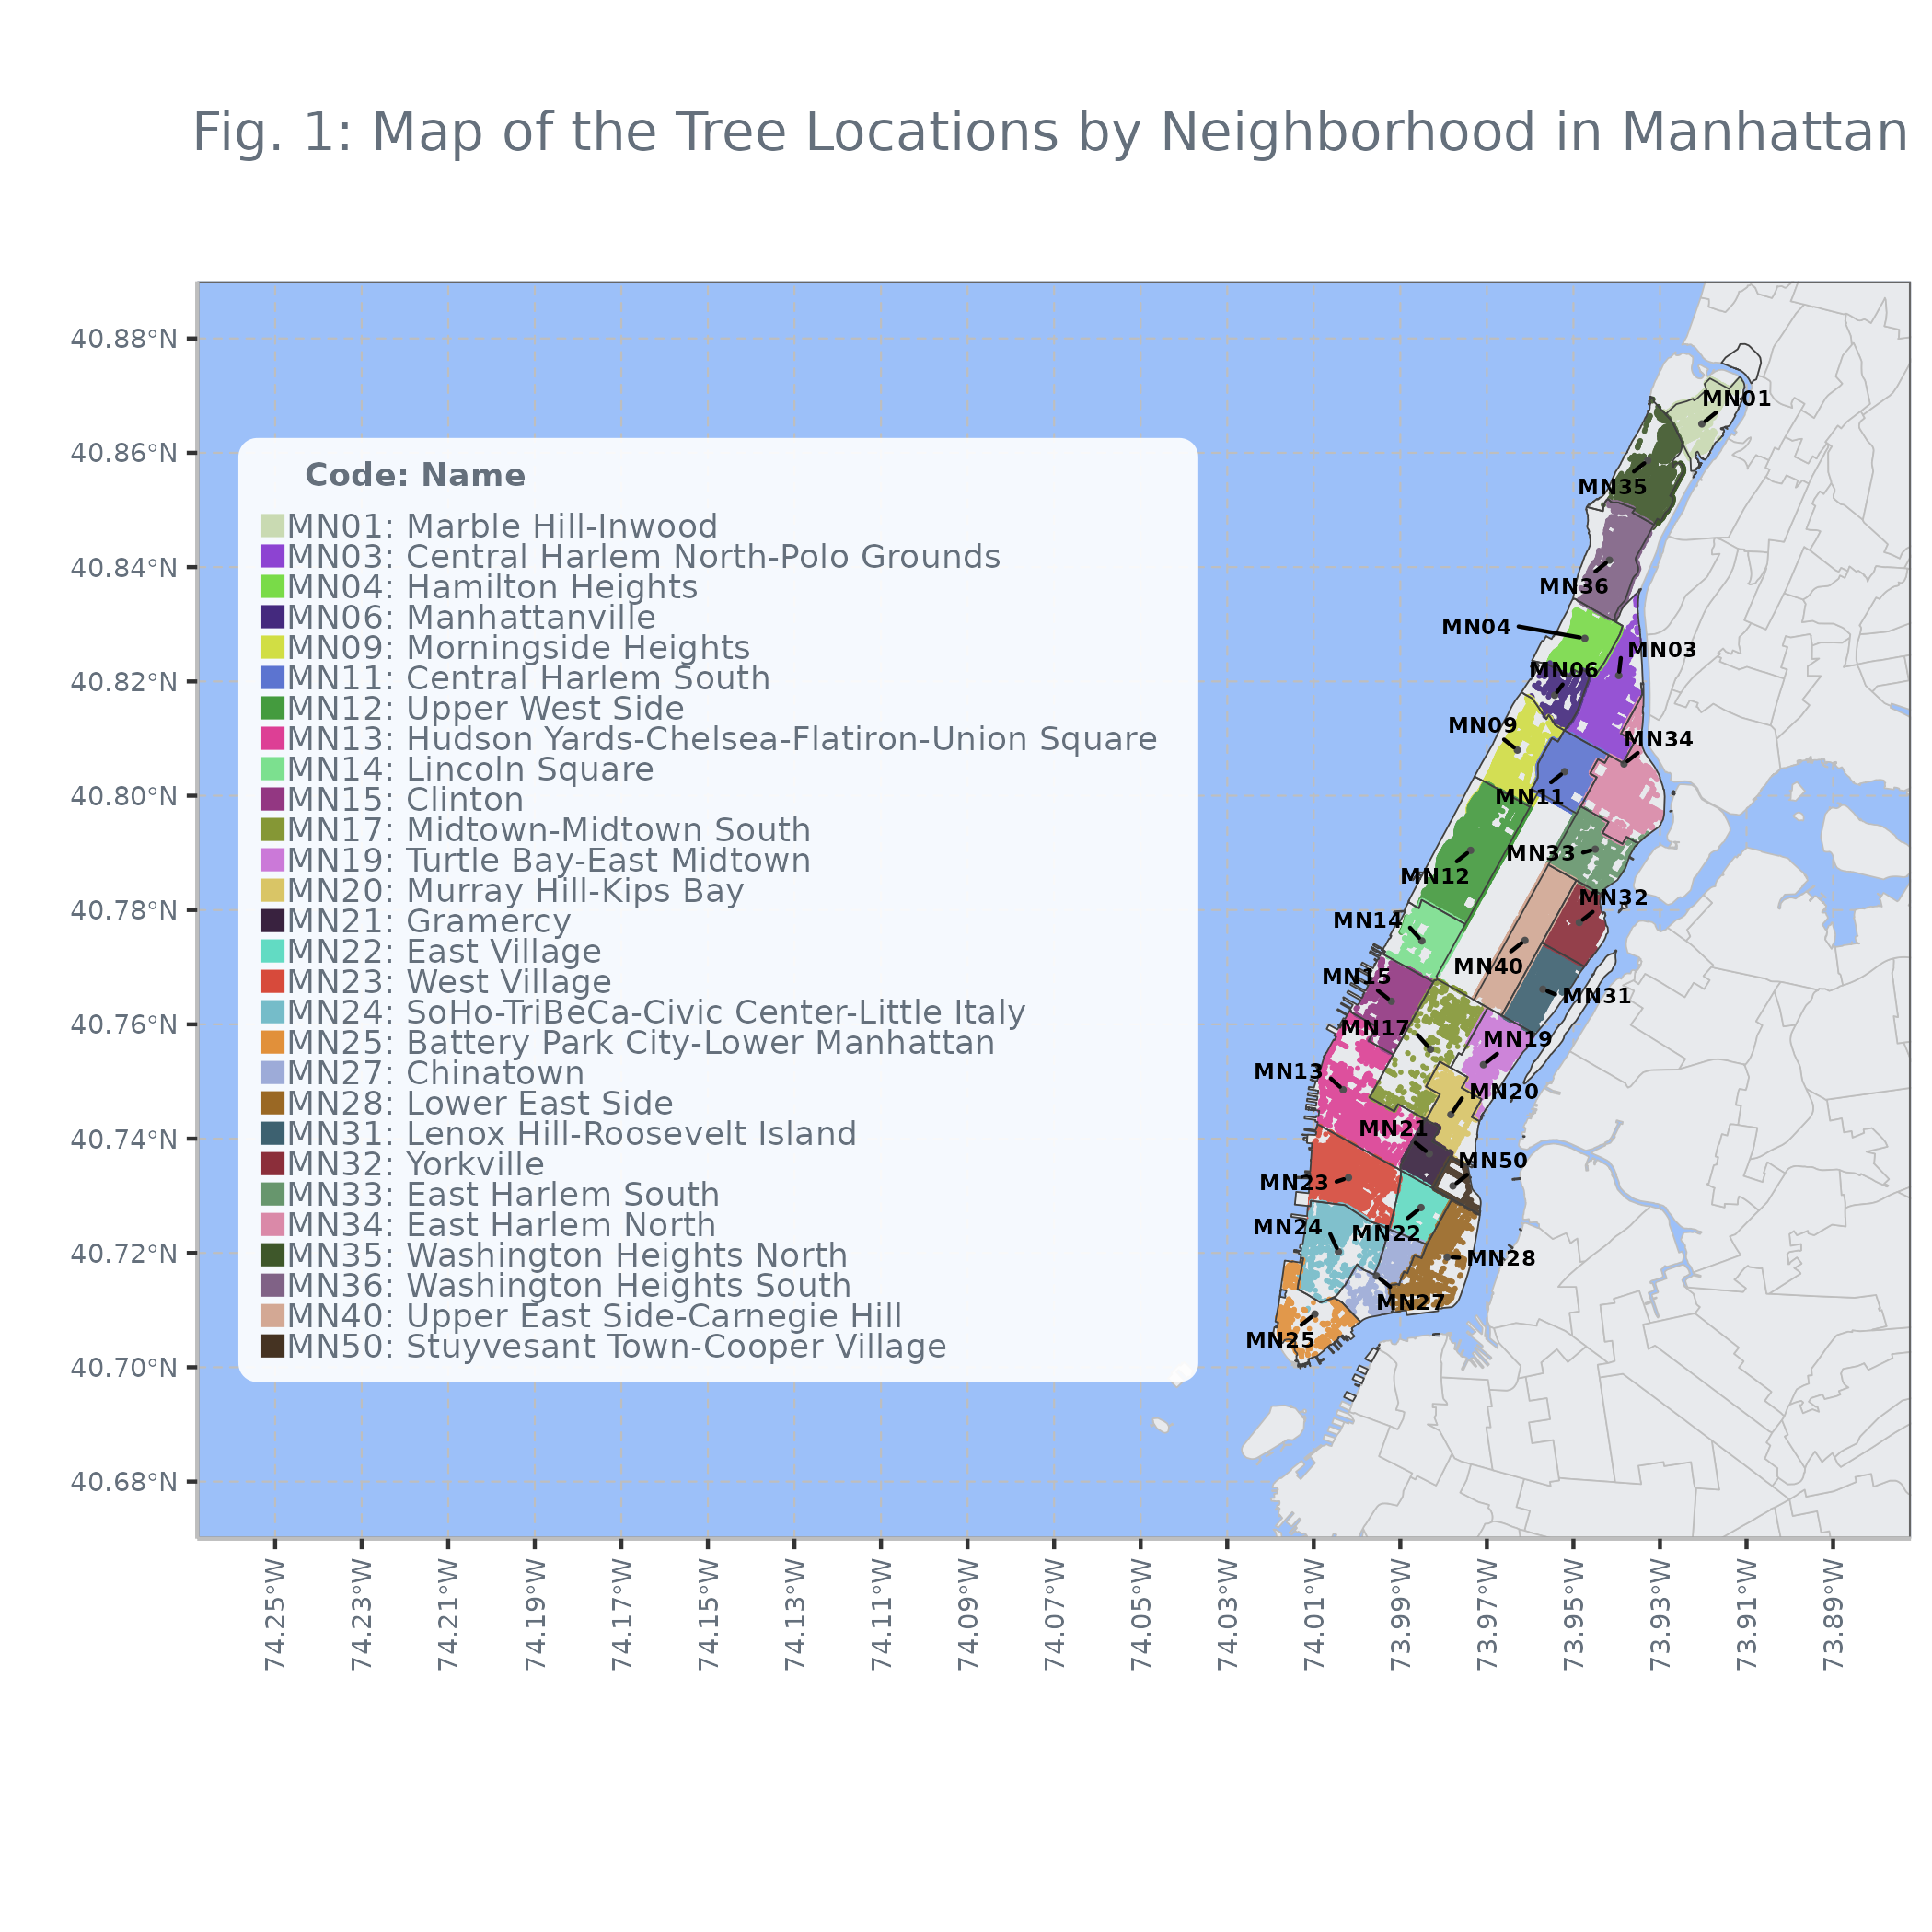 Fig. 1: Map of the Tree Locations by Neighborhood in Manhattan
40.88°N
40.86°N
40.84°N
40.82°N
40.80°N
40.78°N
40.76°N
40.74°N
40.72°N
40.70°N
40.68°N
Code: Name
MN01: Marble Hill-Inwood
MN03: Central Harlem North-Polo Grounds
MN04: Hamilton Heights
MN06: Manhattanville
MN09: Morningside Heights
MN11: Central Harlem South
MN12: Upper West Side
MN13: Hudson Yards-Chelsea-Flatiron-Union Square
MN14: Lincoln Square
MN15: Clinton
MN17: Midtown-Midtown South
MN19: Turtle Bay-East Midtown
MN20: Murray Hill-Kips Bay
MN21: Gramercy
MN22: East Village
MN23: West Village
MN24: SoHo-TriBeCa-Civic Center-Little Italy
MN25: Battery Park City-Lower Manhattan
MN27: Chinatown
MN28: Lower East Side
MN31: Lenox Hill-Roosevelt Island
MN32: Yorkville
MN33: East Harlem South
MN34: East Harlem North
MN35: Washington Heights North
MN36: Washington Heights South
MN40: Upper East Side-Carnegie Hill
MN50: Stuyvesant Town-Cooper Village
MN01
MN35
MN36
MN04
MN03
MN06
MN09
MN34
MN11
MN33
MN12
MN32
MN14
MN40
MN15
MN31
MN17
MN19
MN13
MN20
MN21
MN50
MN23
MN24
MN22
MN28
MN27
MN25
74.25°W
74.23°W
74.21°W
74.19°W
74.17°W
74.15°W
74.13°W
74.11°W
74.09°W
74.07°W
74.05°W
74.03°W
74.01°W
73.99°W
73.97°W
73.95°W
73.93°W
73.91°W
73.89°W